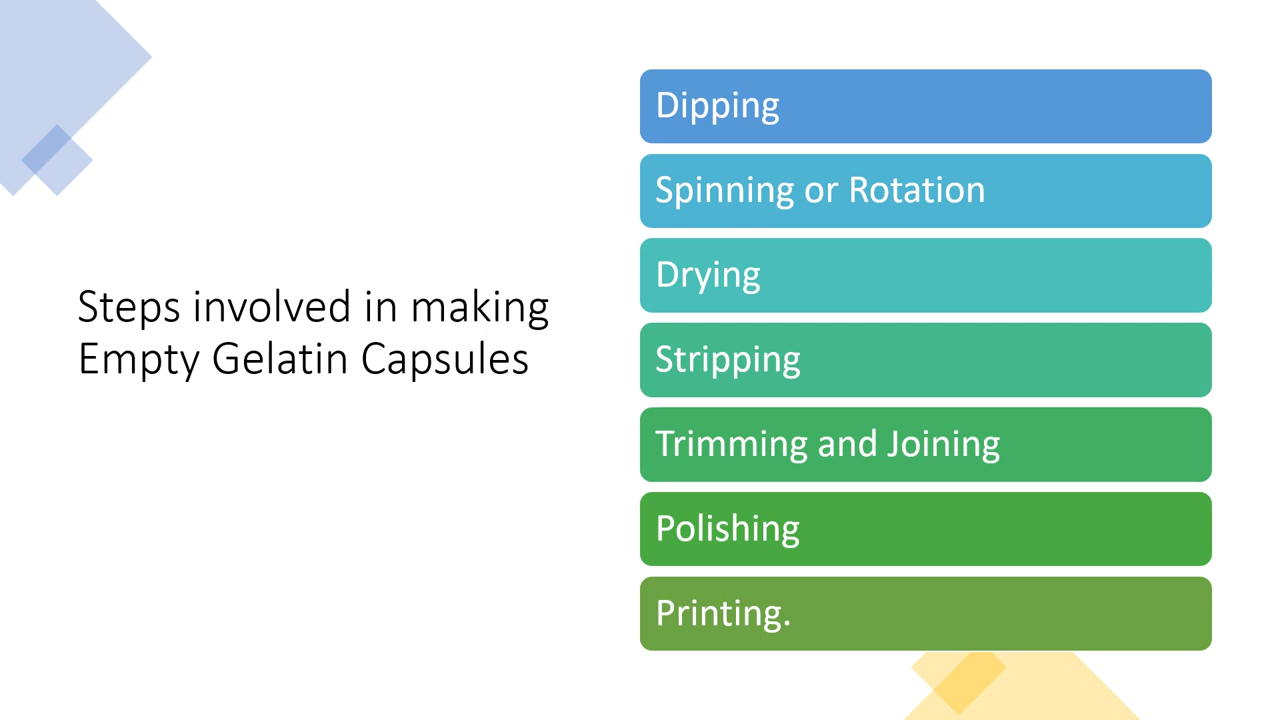 Steps involved in making
Empty Gelatin Capsules
Dipping
Spinning or Rotation
Drying
Stripping
Trimming and Joining
Polishing
Printing.